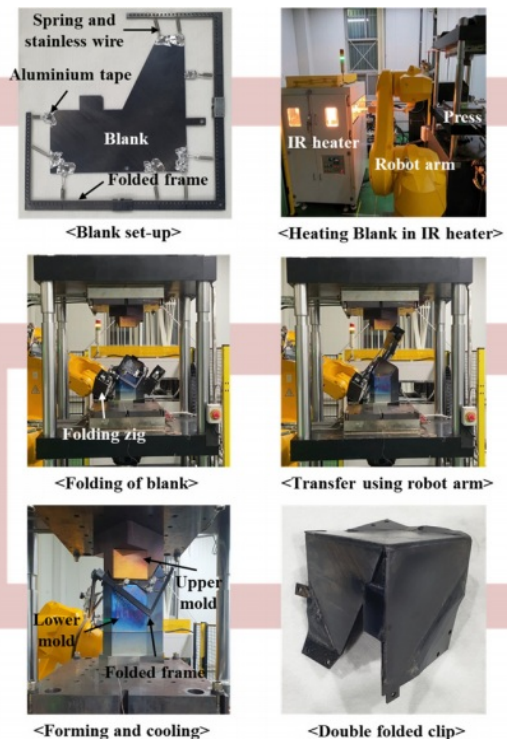 Spring and
stainless wire
Aluminium tape
Blank
Folded frame
<Blank set-up>
IR heater
Press
Robot arm
<Heating Blank in IR heater>
Folding zig
<Folding of blank>
<Transfer using robot arm>
Upper
mold
Lower
mold
Folded frame
<Forming and cooling>
<Double folded clip>